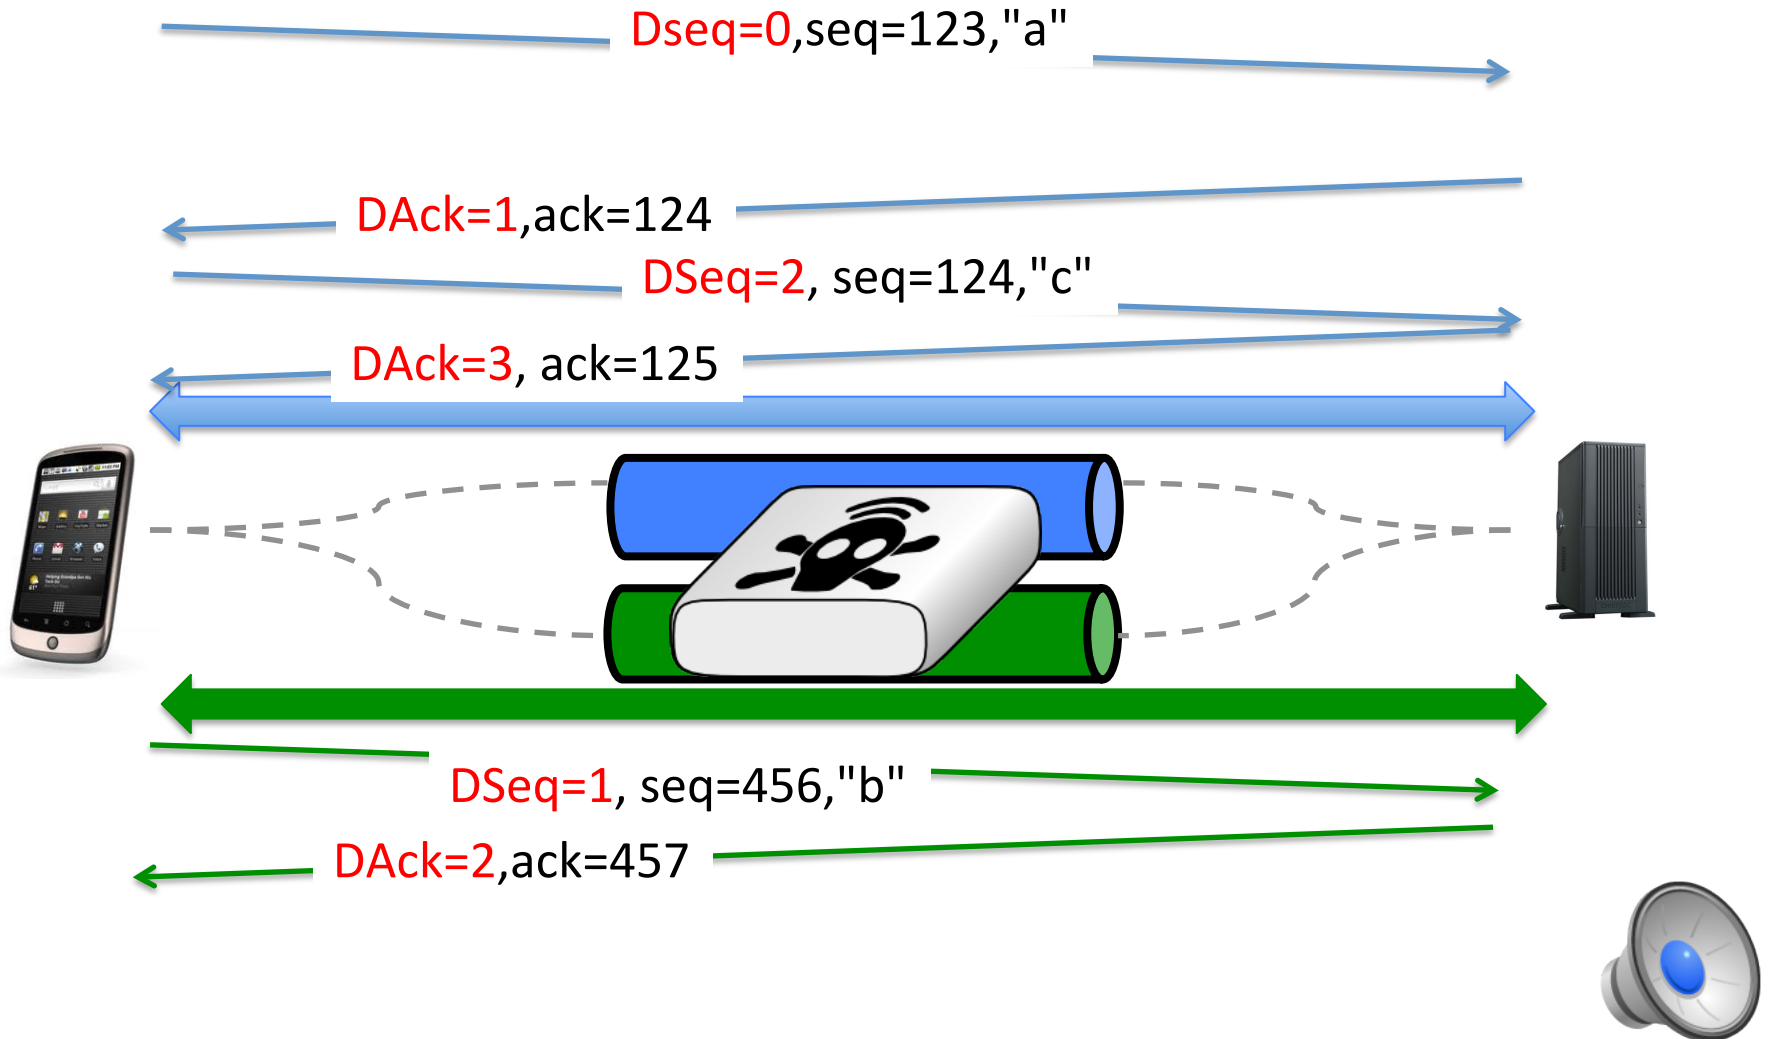 Dseq=0,seq=123,"a"
DAck=1,ack=124
DSeq=2, seq=124,"c"
DAck=3, ack=125
DSeq=1, seq=456,"b"
DAck=2,ack=457